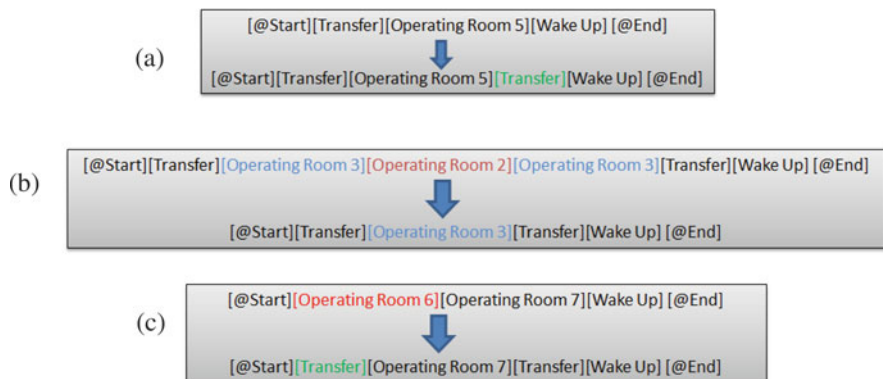 (a)
[@Start][Transfer][Operating Room 5][Wake Up] [@End]
[@Start][Transfer][Operating Room 5][Transfer][Wake Up] [@End]
(b)
[@Start][Transfer][Operating Room 3][Operating Room 2][Operating Room 3][Transfer][Wake Up] [@End]
[@Start][Transfer][Operating Room 3][Transfer][Wake Up] [@End]
(c)
[@Start][Operating Room 6][Operating Room 7][Wake Up] [@End]
[@Start][Transfer][Operating Room 7][Transfer][Wake Up] [@End]